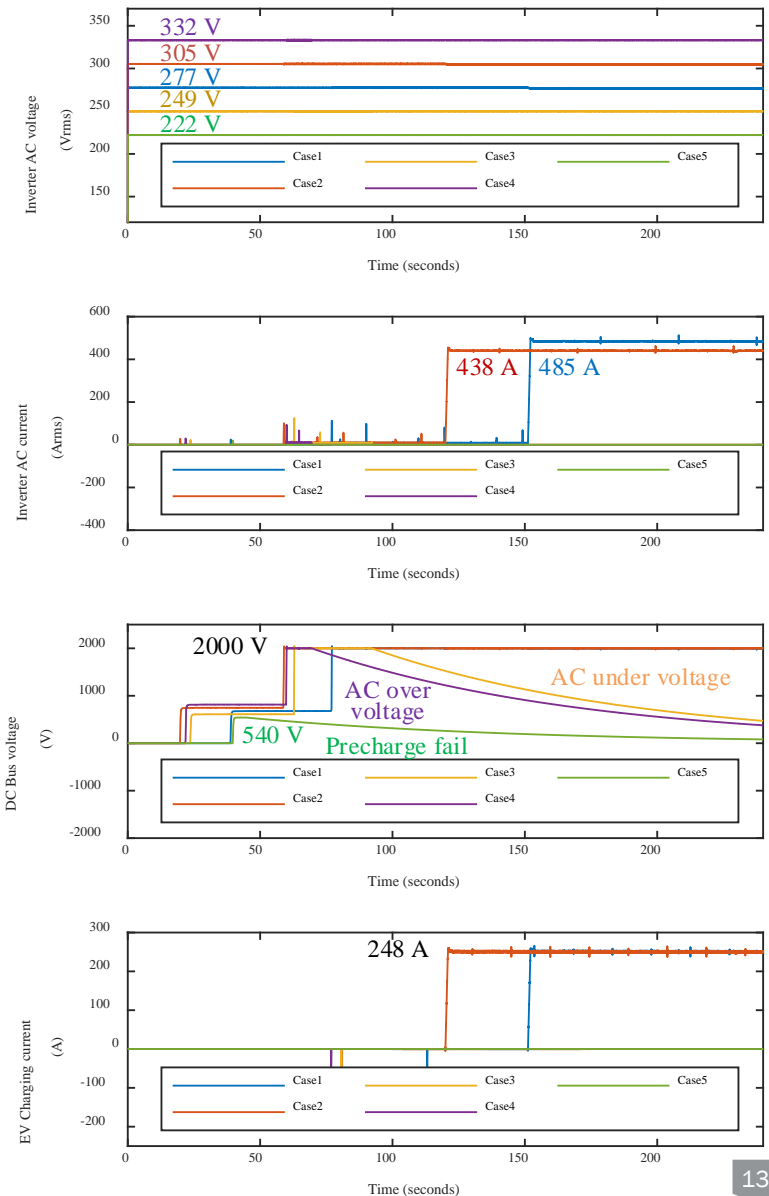 350
332 V
300
305 V
277 V
250
249 V
222 V
200
150
Inverter AC voltage
(Vrms)
Case1 Case3 Case5
Case2 Case4
0 50 100 150 200
Time (seconds)
600
400
438 A 485 A
200
0
-200
-400
Inverter AC current
(Arms)
Case1 Case3 Case5
Case2 Case4
0 50 100 150 200
Time (seconds)
2000
2000 V
AC over
voltage
AC under voltage
1000
540 V
Precharge fail
0
-1000
-2000
DC Bus voltage
(V)
Case1 Case3 Case5
Case2 Case4
0 50 100 150 200
Time (seconds)
300
248 A
200
100
0
-100
-200
EV Charging current
(A)
Case1 Case3 Case5
Case2 Case4
0 50 100 150 200
Time (seconds)
13